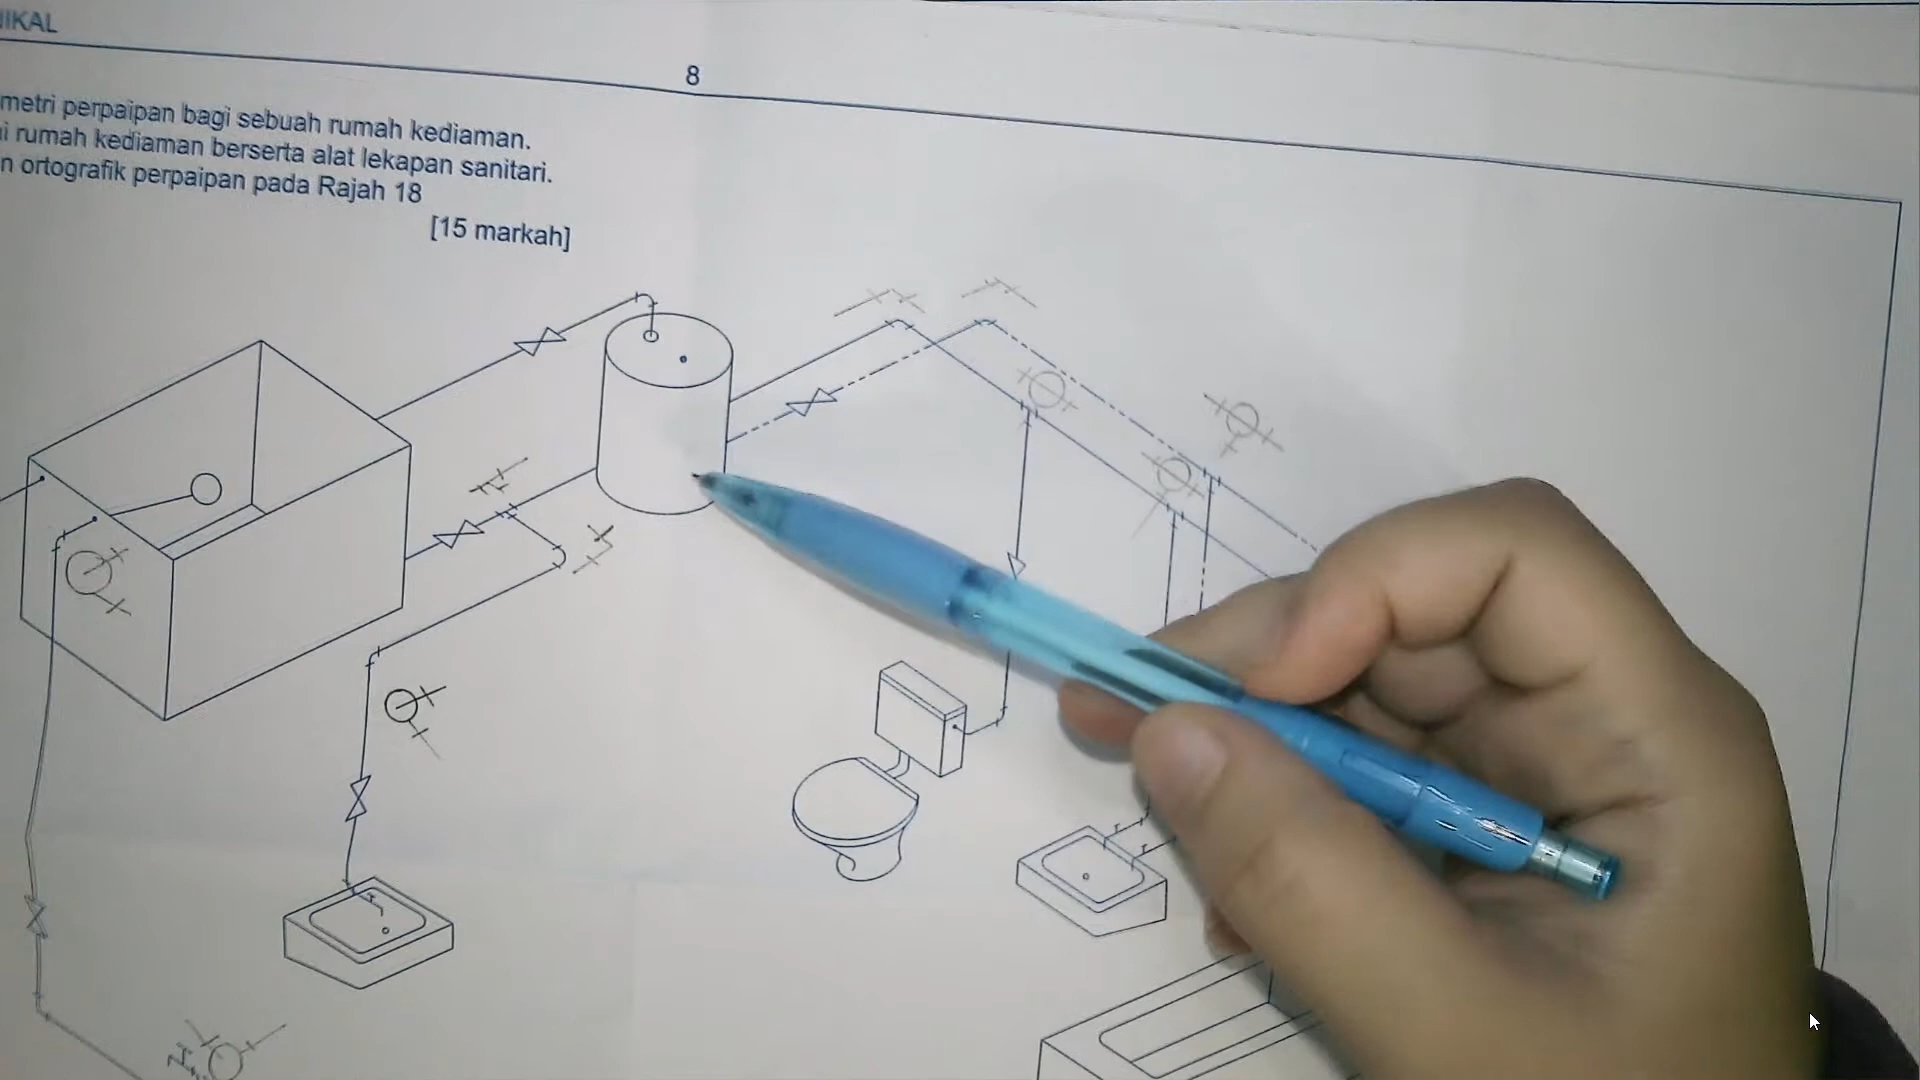 NIKAL
8
metri perpaipan bagi sebuah rumah kediaman.
i rumah kediaman berserta alat lekapan sanitari.
n ortografik perpaipan pada Rajah 18
[15 markah]